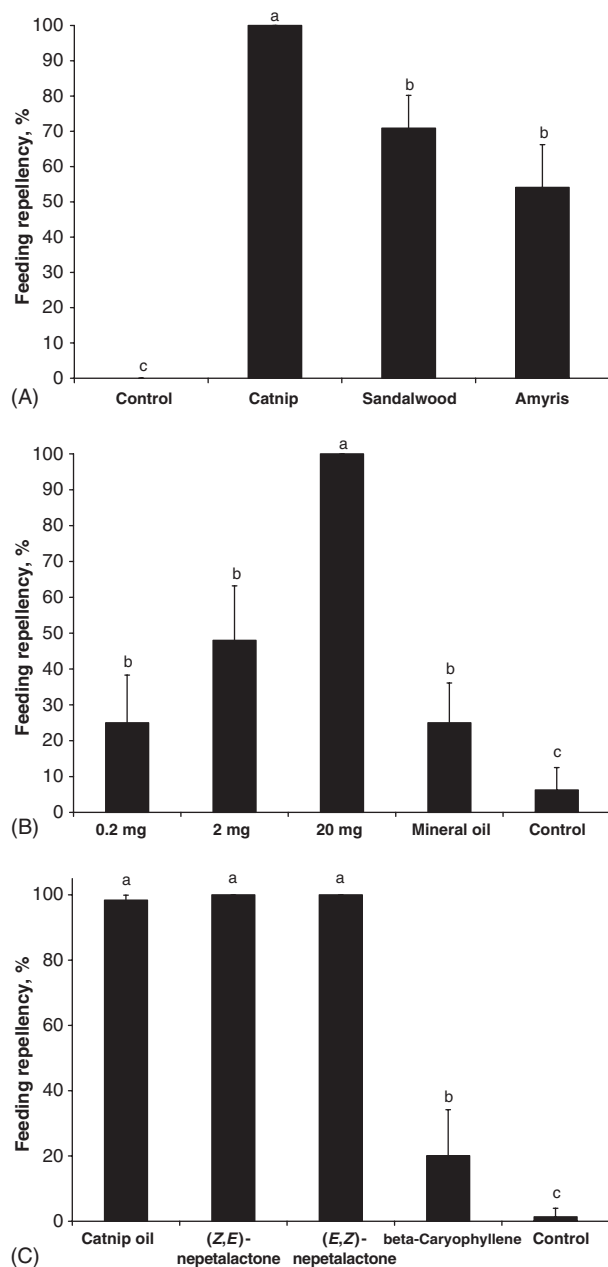 100
90
80
70
60
50
40
30
20
10
0
Feeding repellency, %
a
b
b
c
Control Catnip Sandalwood Amyris
(A)
100
90
80
70
60
50
40
30
20
10
0
Feeding repellency, %
a
b
b
b
c
0.2 mg 2 mg 20 mg Mineral oil Control
(B)
100
80
60
40
20
0
Feeding repellency, %
a a a
b
c
Catnip oil (Z,E)- (E,Z)- beta-Caryophyllene Control
nepetalactone nepetalactone
(C)